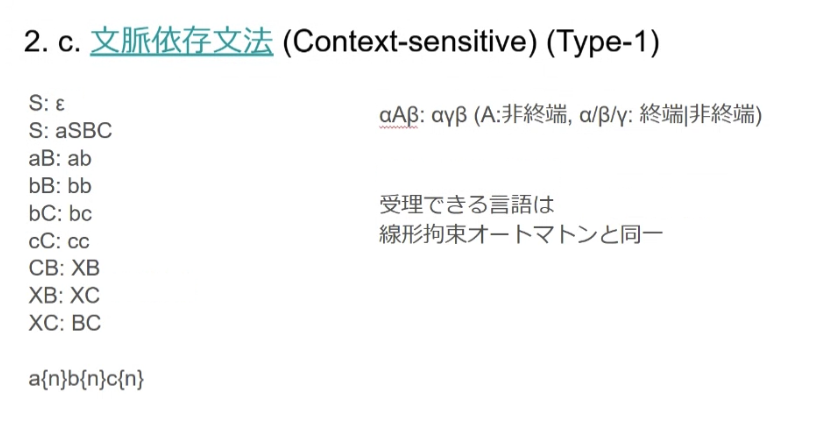 2. c. 文脈依存文法 (Context-sensitive) (Type-1)
S: ε
S: aSBC
aB: ab
bB: bb
bC: bc
cC: cc
CB: XB
XB: XC
XC: BC
a{n}b{n}c{n}
αAβ: αγβ (A:非終端, α/β/γ: 終端|非終端)
受理できる言語は
線形拘束オートマトンと同一